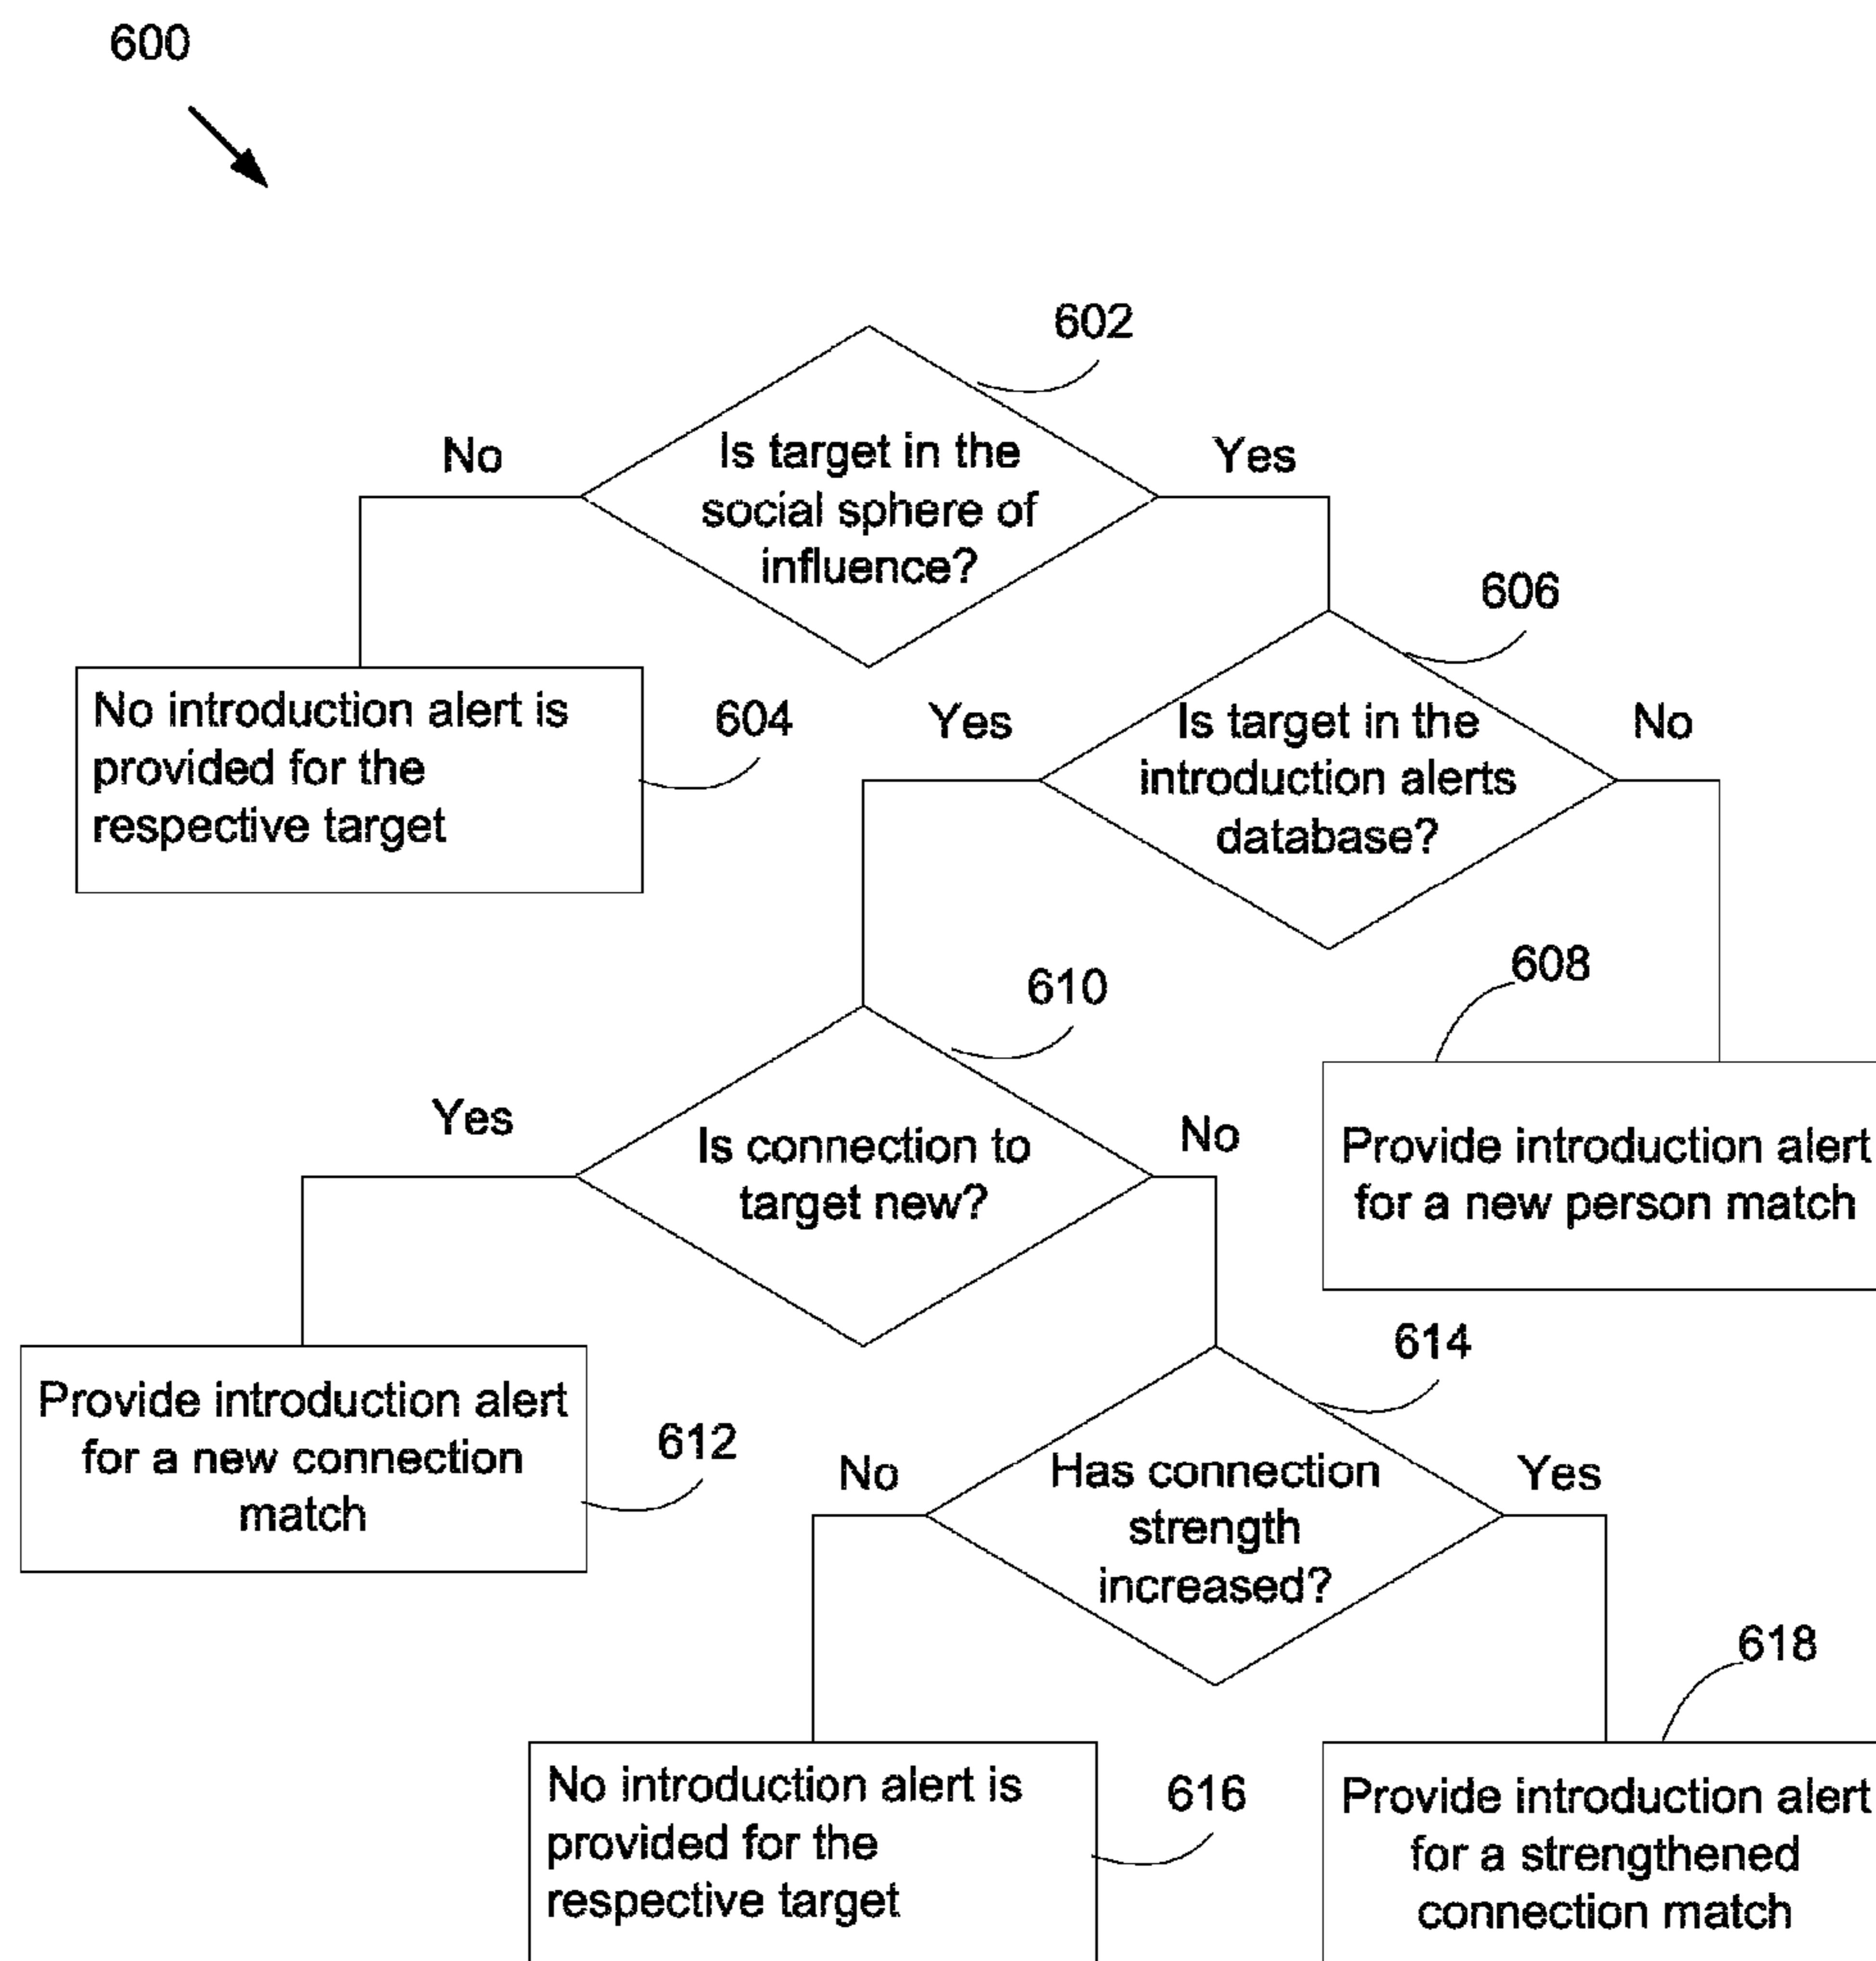 600
602
No
Is target in the
social sphere of
influence?
Yes
606
No introduction alert is
provided for the
respective target
604
Yes
Is target in the
introduction alerts
database?
No
608
610
Yes
Is connection to
target new?
No
Provide introduction alert
for a new person match
614
Provide introduction alert
for a new connection
match
612
No
Has connection
strength
increased?
Yes
618
No introduction alert is
provided for the
respective target
616
Provide introduction alert
for a strengthened
connection match